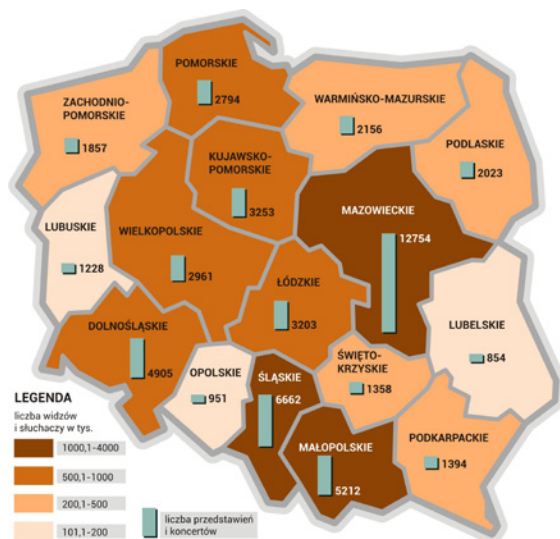 POMORSKIE
2794
ZACHODNIO-
POMORSKIE
1857
WARMIŃSKO-MAZURSKIE
2156
PODLASKIE
2023
KUJAWSKO-
POMORSKIE
3253
MAZOWIECKIE
12754
LUBUSKIE
1228
WIELKOPOLSKIE
2961
ŁÓDZKIE
3203
DOLNOŚLĄSKIE
4905
LUBELSKIE
854
OPOLSKIE
951
ŚLĄSKIE
6662
ŚWIĘTO-
KRZYSKIE
1358
MAŁOPOLSKIE
5212
PODKARPACKIE
1394
LEGENDA
liczba widzów
i słuchaczy w tys.
1000,1-4000
500,1-1000
200,1-500
101,1-200
liczba przedstawień
i koncertów